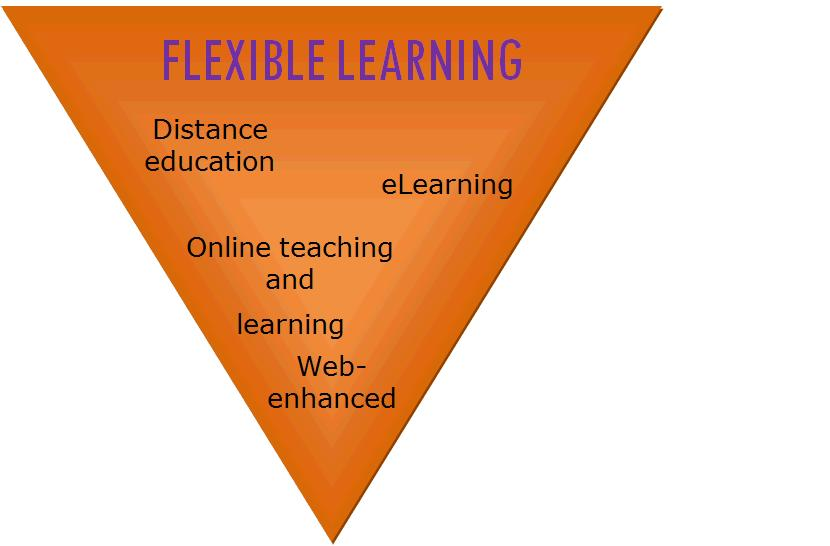 FLEXIBLE LEARNING
Distance
education
eLearning
Online teaching
and
learning
Web-
enhanced